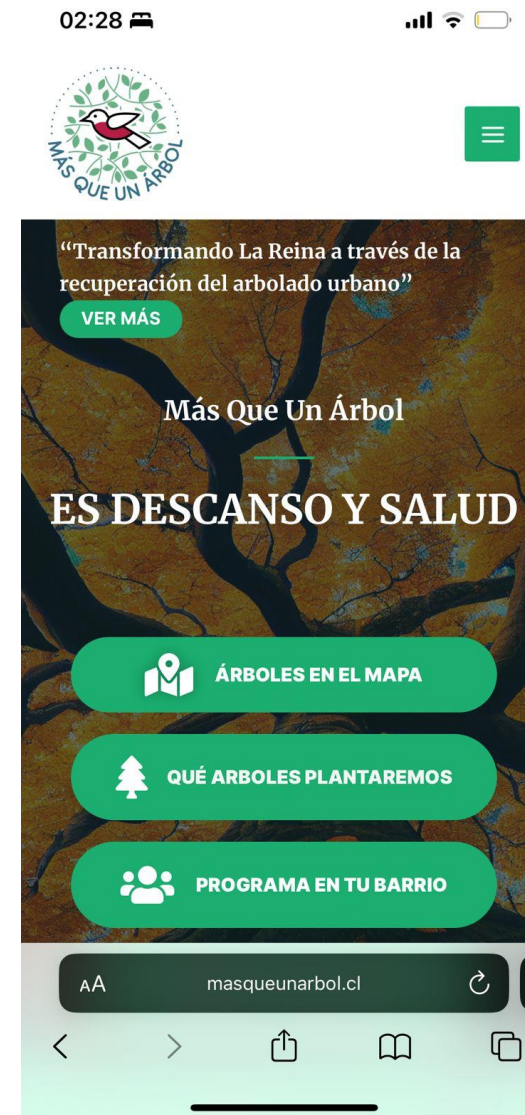 02:28
MÁS QUE UN ÁRBOL
“Transformando La Reina a través de la
recuperación del arbolado urbano”
VER MÁS
Más Que Un Árbol
ES DESCANSO Y SALUD
ÁRBOLES EN EL MAPA
QUÉ ARBOLES PLANTAREMOS
PROGRAMA EN TU BARRIO
AA
masqueunarbol.cl